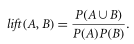 lift(A, B) = P(A ∪ B) / P(A)P(B).